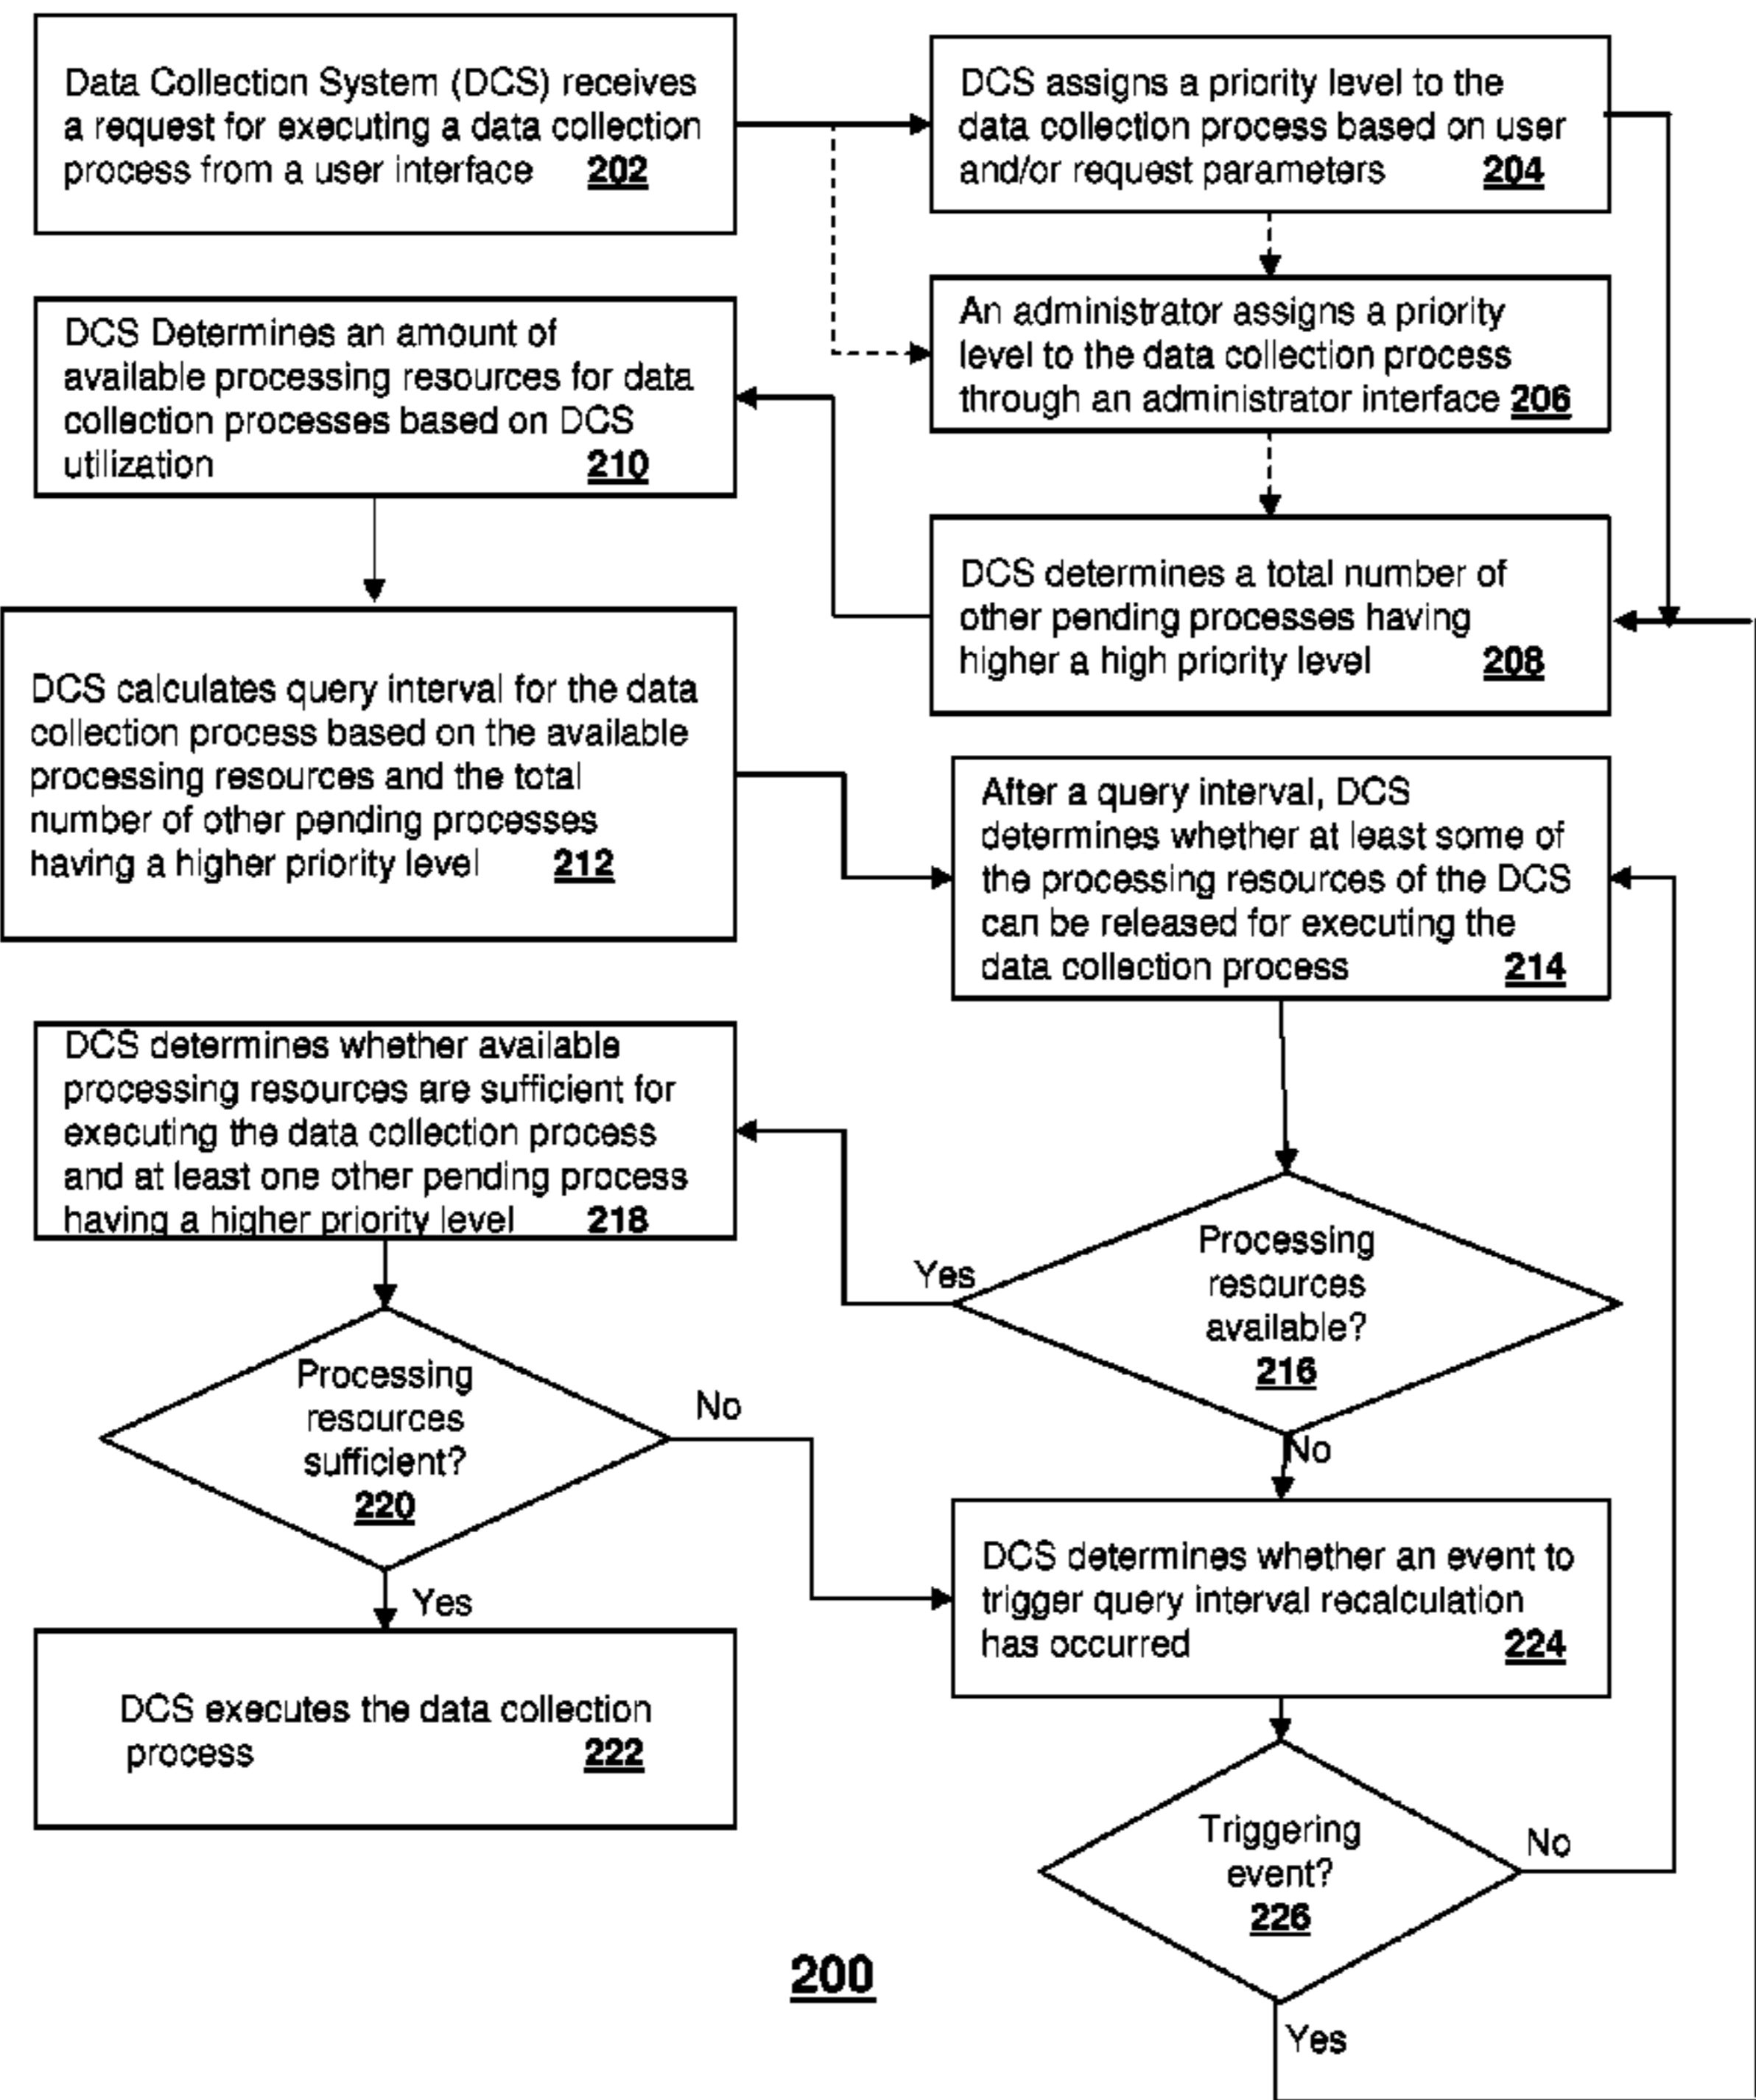 Data Collection System (DCS) receives
a request for executing a data collection
process from a user interface 202
DCS assigns a priority level to the
data collection process based on user
and/or request parameters 204
An administrator assigns a priority
level to the data collection process
through an administrator interface 206
DCS determines a total number of
other pending processes having
higher a high priority level 208
DCS Determines an amount of
available processing resources for data
collection processes based on DCS
utilization 210
DCS calculates query interval for the data
collection process based on the available
processing resources and the total
number of other pending processes
having a higher priority level 212
After a query interval, DCS
determines whether at least some of
the processing resources of the DCS
can be released for executing the
data collection process 214
Processing
resources
available?
216
Yes
No
DCS determines whether available
processing resources are sufficient for
executing the data collection process
and at least one other pending process
having a higher priority level 218
Processing
resources
sufficient?
220
No
Yes
DCS executes the data collection
process 222
DCS determines whether an event to
trigger query interval recalculation
has occurred 224
Triggering
event?
226
No
Yes
200